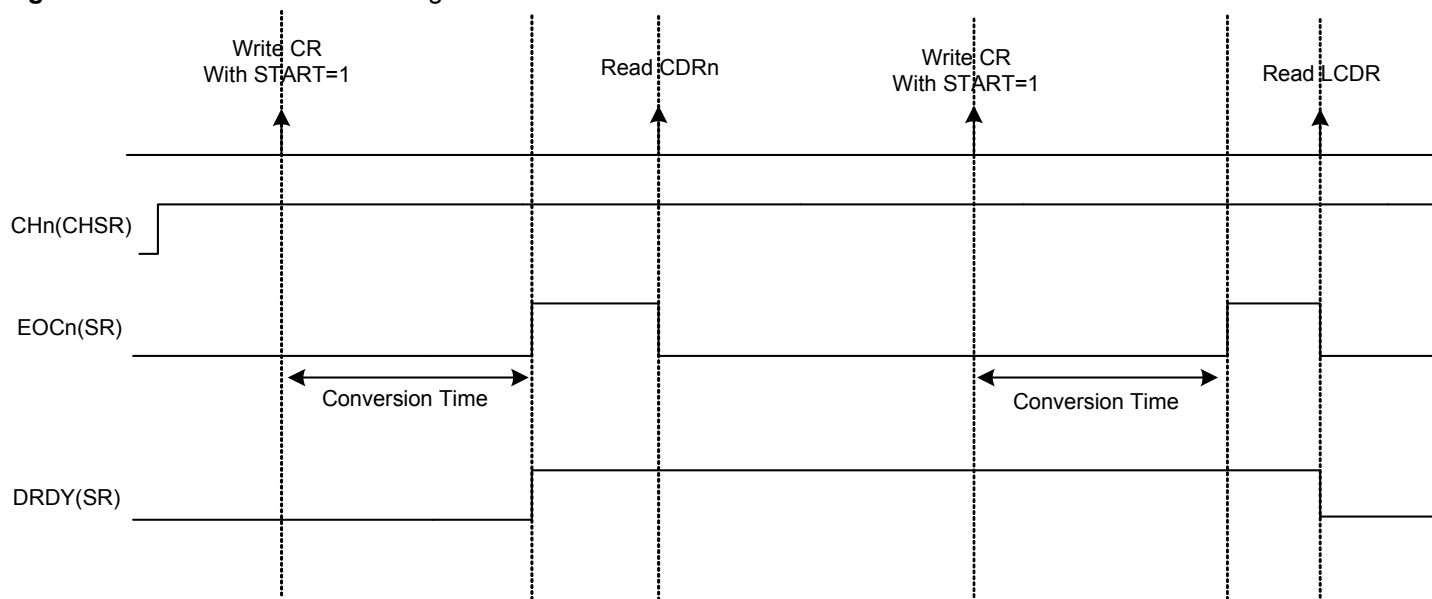 Write CR
With START=1
Read CDRn
Write CR
With START=1
Read LCDR
CHn(CHSR)
EOCn(SR)
Conversion Time
Conversion Time
DRDY(SR)